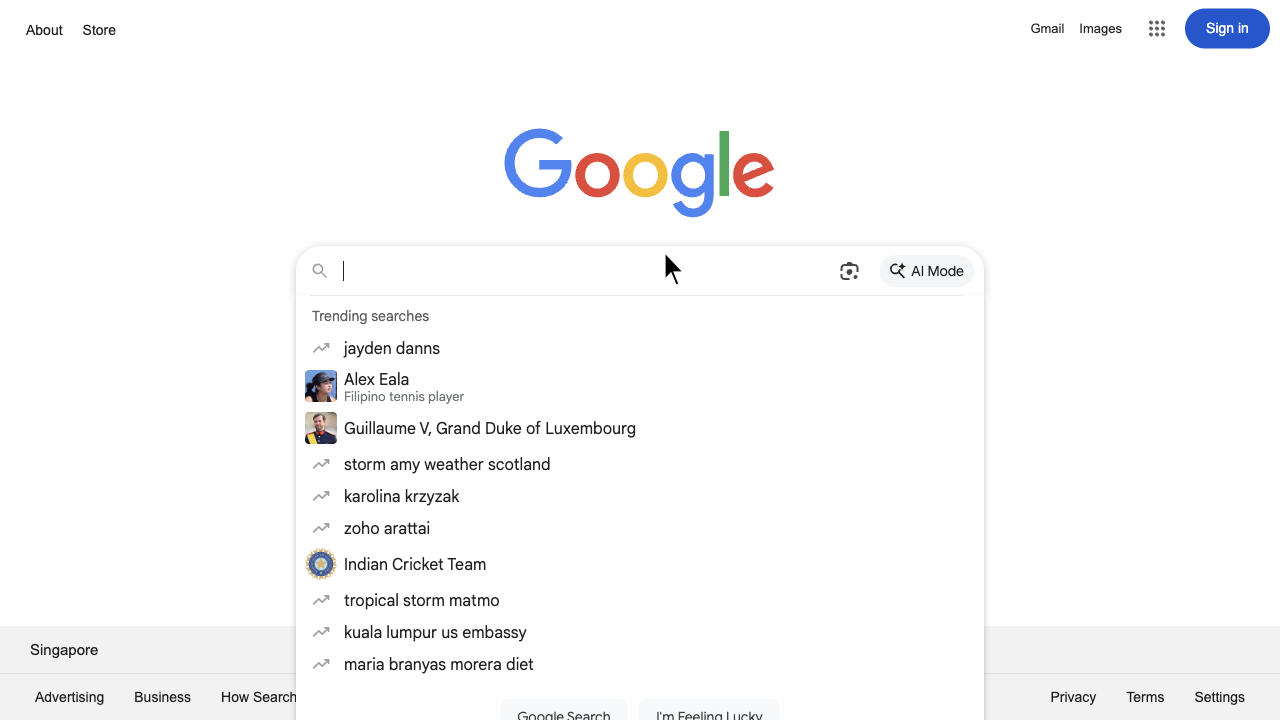 About Store
Gmail Images Sign in
Google
AI Mode
Trending searches
jayden danns
Alex Eala
Filipino tennis player
Guillaume V, Grand Duke of Luxembourg
storm amy weather scotland
karolina krzyzak
zoho arattai
Indian Cricket Team
tropical storm matmo
kuala lumpur us embassy
maria branyas morera diet
Singapore
Advertising Business How Search
Privacy Terms Settings
Google Search I'm Feeling Lucky